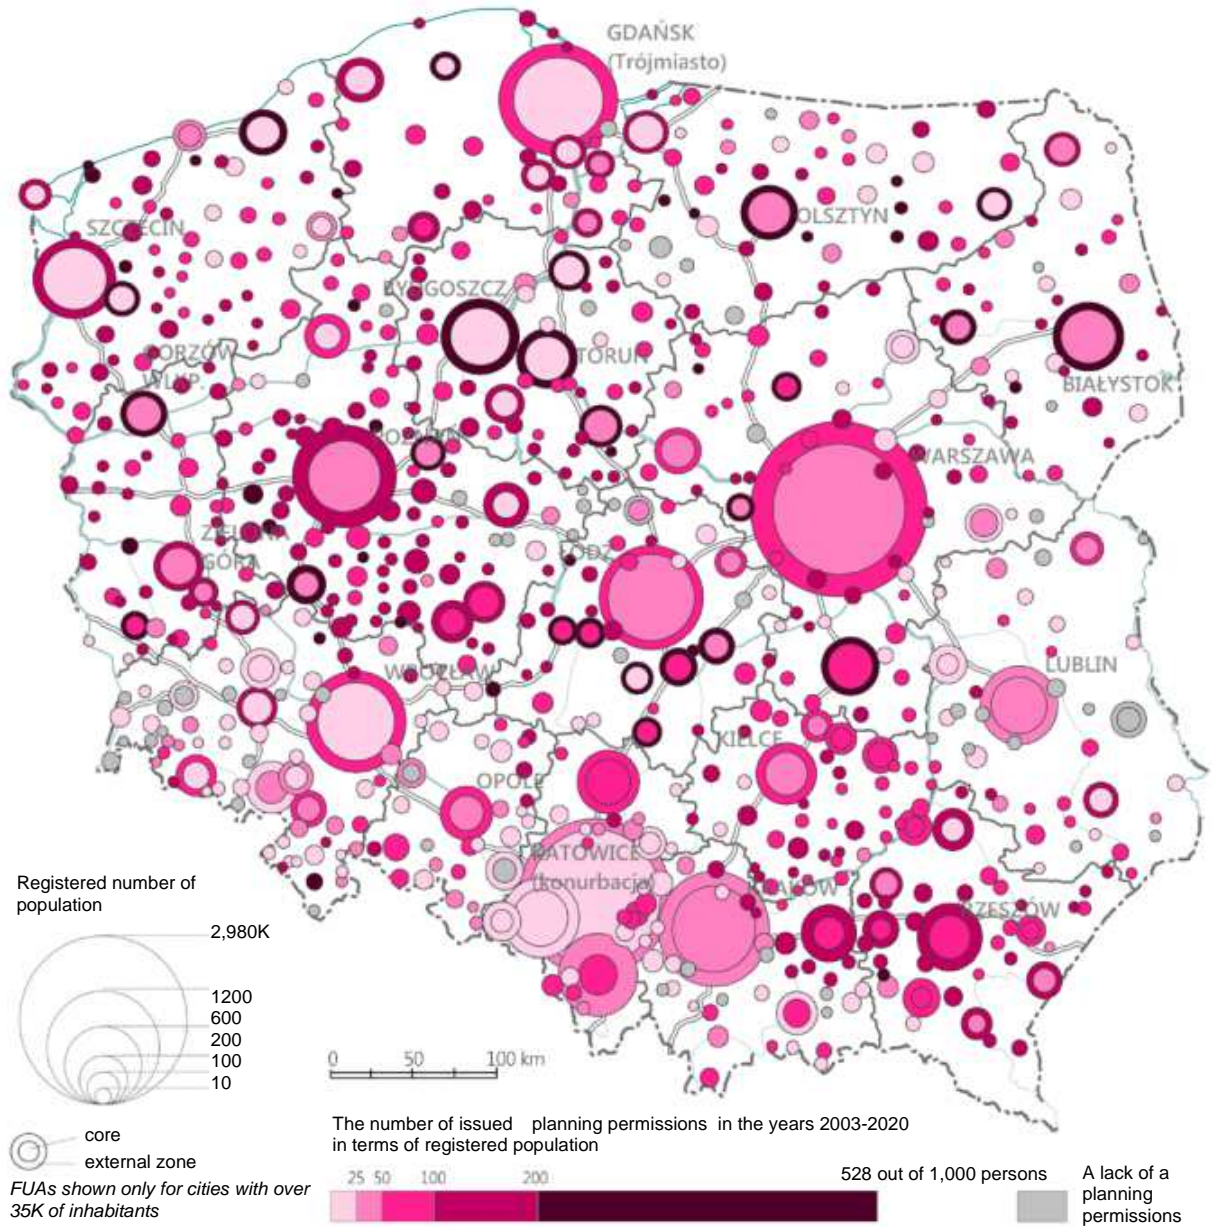 GDAŃSK
(Trójmiasto)
SZCZECIN
OLSZTYN
BYDGOSZCZ
GORZÓW
WLKP.
TORUŃ
BIAŁYSTOK
POZNAŃ
WARSZAWA
ZIELONA
GÓRA
ŁÓDŹ
WROCŁAW
LUBLIN
KIELCE
OPOLE
KATOWICE
(konurbacja)
KRAKÓW
RZESZÓW
Registered number of
population
2,980K
1200
600
200
100
10
core
external zone
FUAs shown only for cities with over
35K of inhabitants
0 50 100 km
The number of issued planning permissions in the years 2003-2020
in terms of registered population
25 50 100 200 528 out of 1,000 persons
A lack of a
planning
permissions